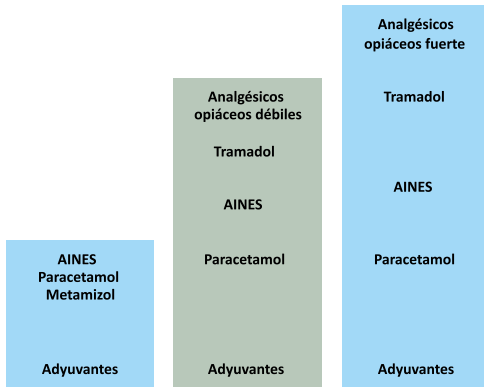 AINES
Paracetamol
Metamizol
Adyuvantes
Analgésicos
opiáceos débiles
Tramadol
AINES
Paracetamol
Adyuvantes
Analgésicos
opiáceos fuerte
Tramadol
AINES
Paracetamol
Adyuvantes